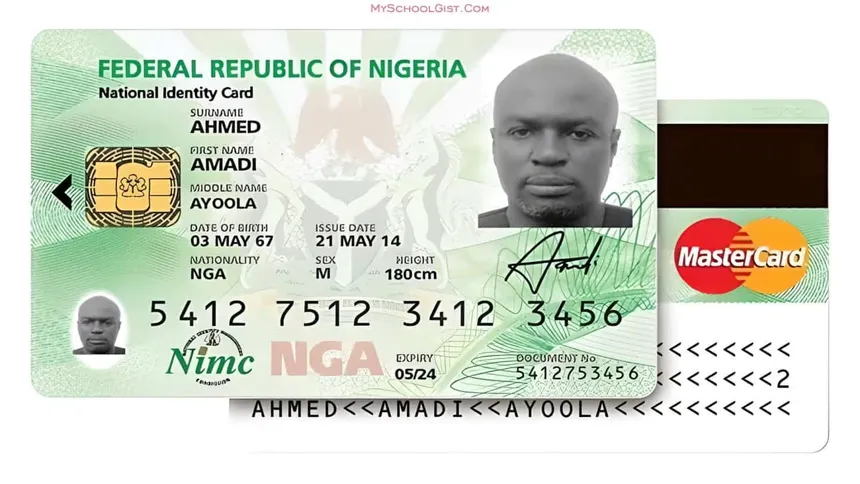 MYSCHOOLGIST.COM
FEDERAL REPUBLIC OF NIGERIA
National Identity Card
SURNAME
AHMED
FIRST NAME
AMADI
MIDDLE NAME
AYOOLA
DATE OF BIRTH ISSUE DATE
03 MAY 67 21 MAY 14
NATIONALITY SEX HEIGHT
NGA M 180cm
Amadi
MasterCard
5412 7512 3412 3456
Nimc NGA
EXPIRY DOCUMENT No
05/24 5412753456
<<<<<<<
<<<<<<2
AHMED<<AMADI<<AYOOLA<<<<<<<<<<